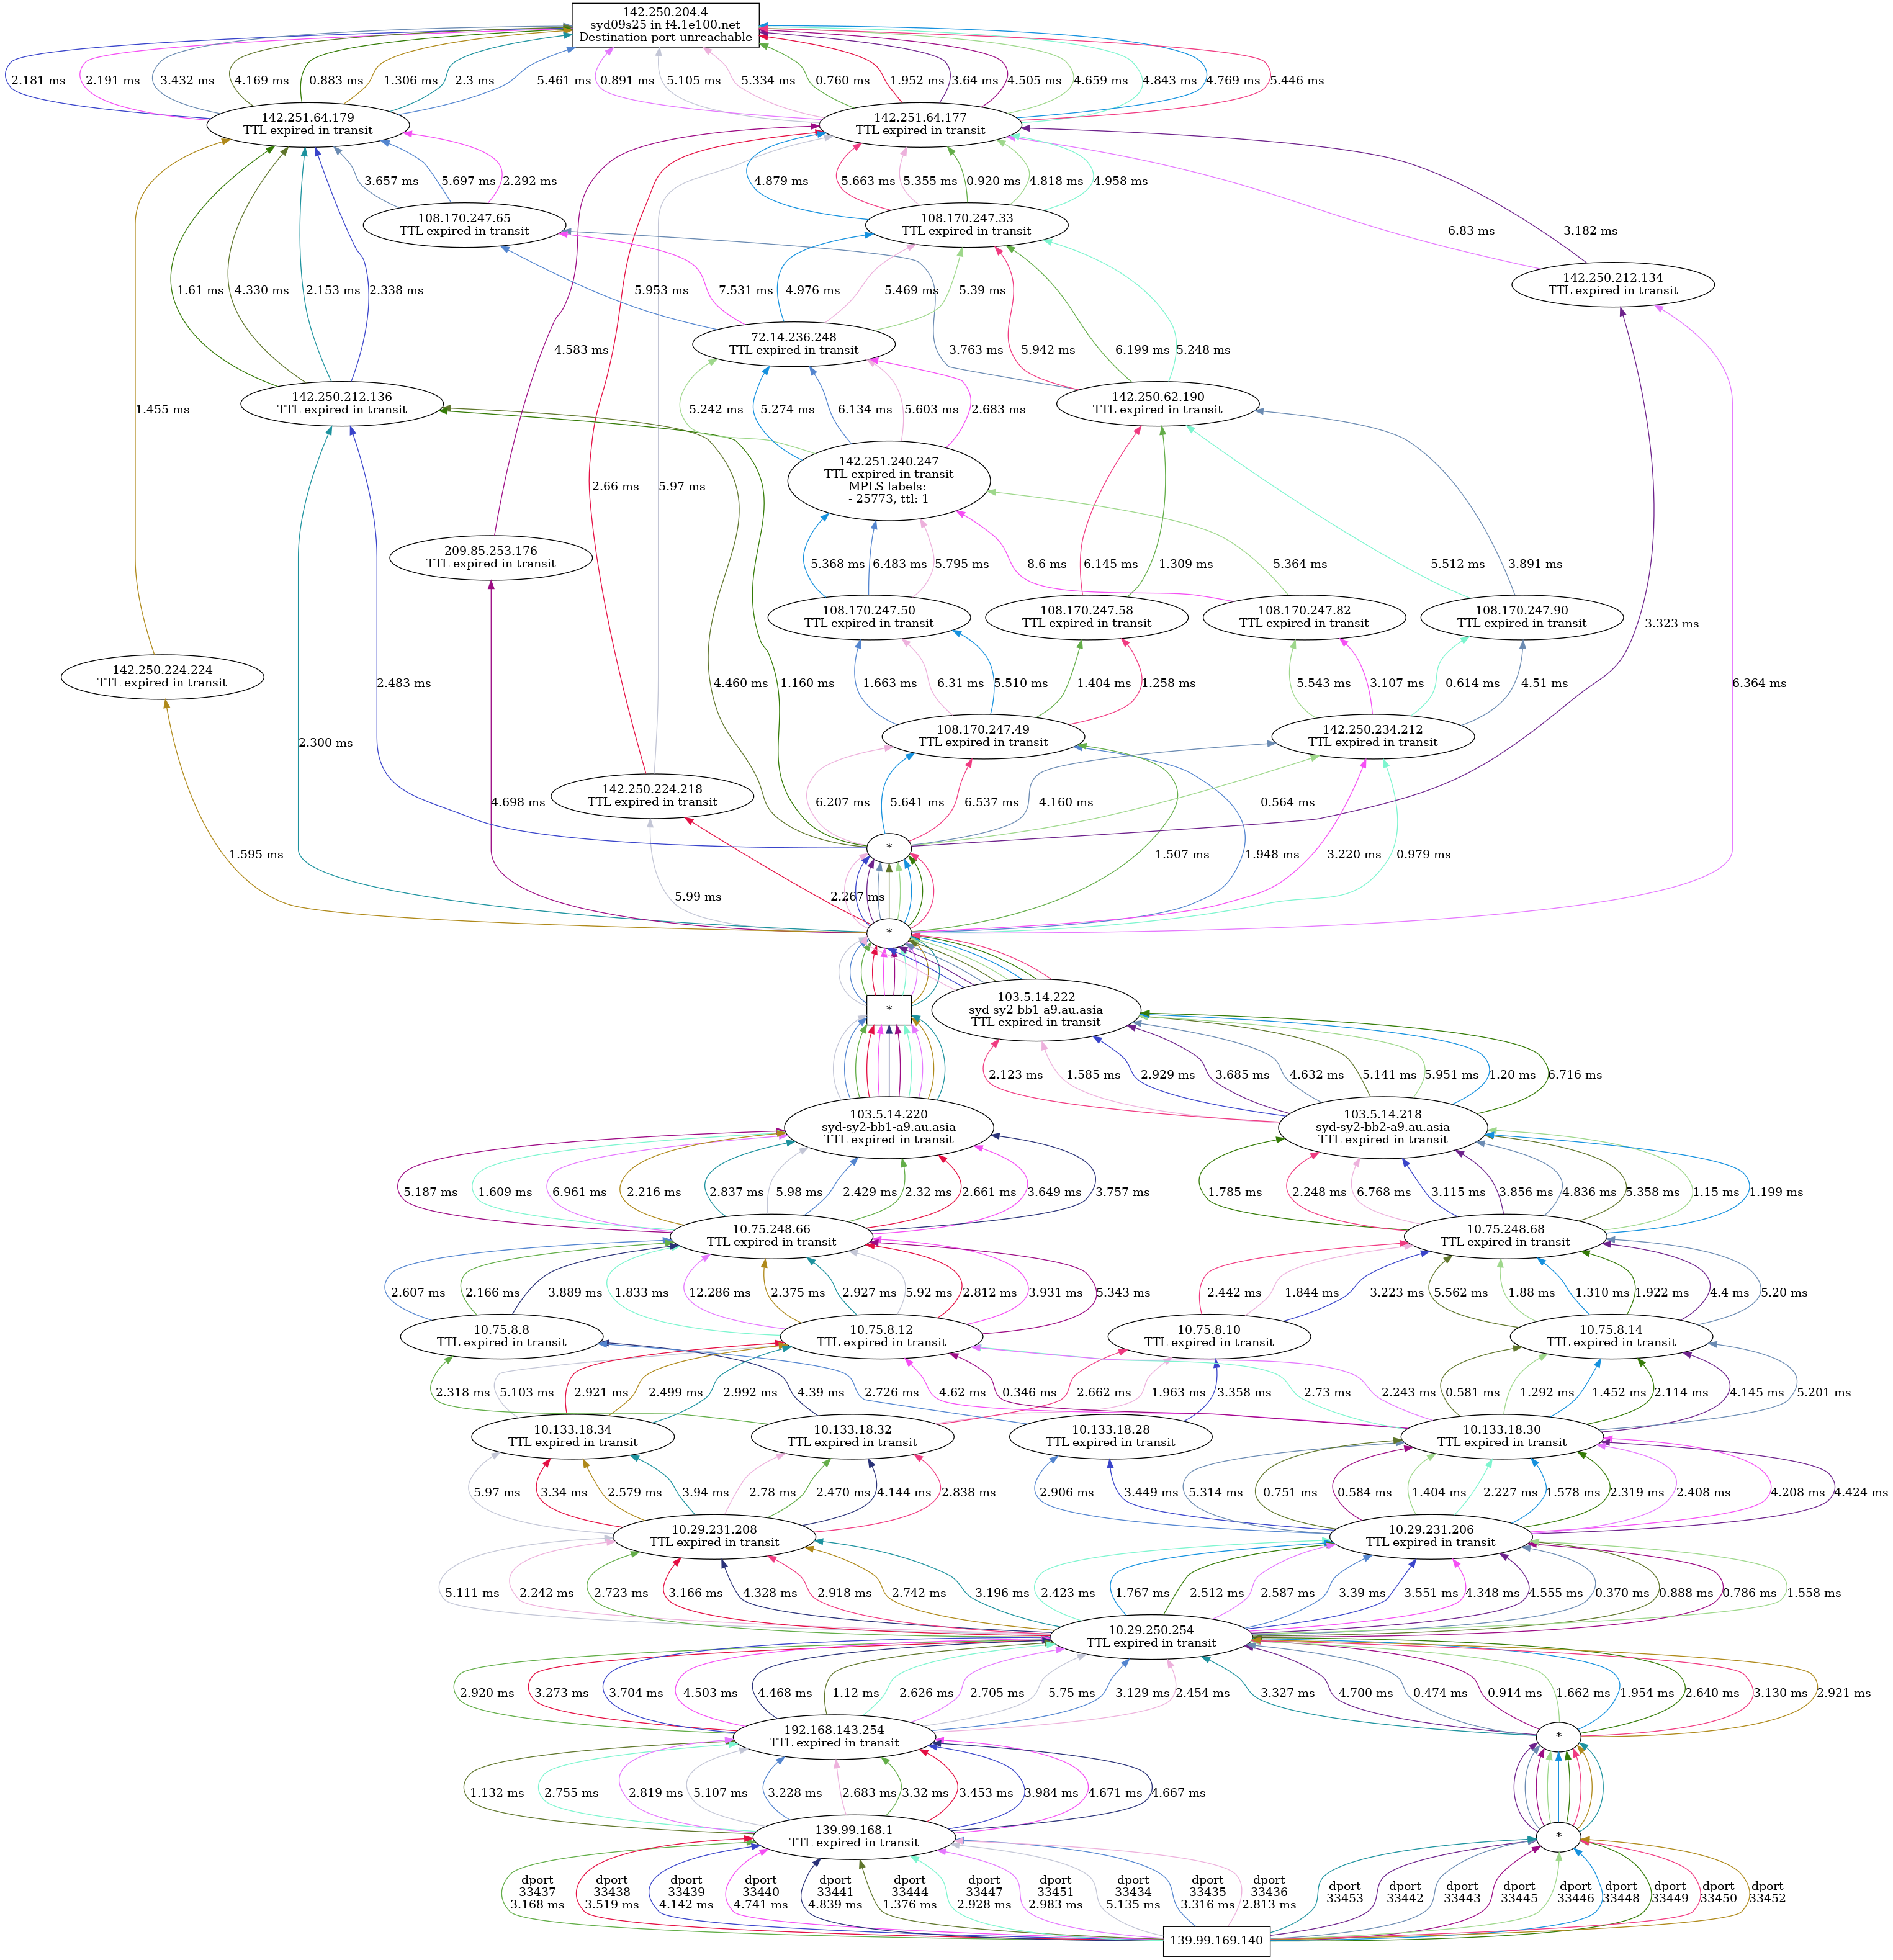 142.250.204.4
syd09s25-in-f4.1e100.net
Destination port unreachable
2.181 ms
2.191 ms
3.432 ms
4.169 ms
0.883 ms
1.306 ms
2.3 ms
5.461 ms
0.891 ms
5.105 ms
5.334 ms
0.760 ms
1.952 ms
3.64 ms
4.505 ms
4.659 ms
4.843 ms
4.769 ms
5.446 ms
142.251.64.179
TTL expired in transit
142.251.64.177
TTL expired in transit
3.657 ms
5.697 ms
2.292 ms
4.879 ms
5.663 ms
5.355 ms
0.920 ms
4.818 ms
4.958 ms
108.170.247.65
TTL expired in transit
108.170.247.33
TTL expired in transit
6.83 ms
3.182 ms
142.250.212.134
TTL expired in transit
1.61 ms
4.330 ms
2.153 ms
2.338 ms
5.953 ms
7.531 ms
4.976 ms
5.469 ms
5.39 ms
72.14.236.248
TTL expired in transit
4.583 ms
3.763 ms
5.942 ms
6.199 ms
5.248 ms
142.250.212.136
TTL expired in transit
142.250.62.190
TTL expired in transit
1.455 ms
5.242 ms
5.274 ms
6.134 ms
5.603 ms
2.683 ms
142.251.240.247
TTL expired in transit
MPLS labels:
- 25773, ttl: 1
2.66 ms
5.97 ms
209.85.253.176
TTL expired in transit
5.368 ms
6.483 ms
5.795 ms
8.6 ms
6.145 ms
1.309 ms
5.364 ms
5.512 ms
3.891 ms
108.170.247.50
TTL expired in transit
108.170.247.58
TTL expired in transit
108.170.247.82
TTL expired in transit
108.170.247.90
TTL expired in transit
3.323 ms
142.250.224.224
TTL expired in transit
2.483 ms
4.460 ms
1.160 ms
1.663 ms
6.31 ms
5.510 ms
1.404 ms
1.258 ms
5.543 ms
3.107 ms
0.614 ms
4.51 ms
6.364 ms
2.300 ms
108.170.247.49
TTL expired in transit
142.250.234.212
TTL expired in transit
142.250.224.218
TTL expired in transit
4.698 ms
6.207 ms
5.641 ms
6.537 ms
4.160 ms
0.564 ms
*
1.595 ms
1.507 ms
1.948 ms
3.220 ms
0.979 ms
5.99 ms
2.267 ms
*
103.5.14.222
syd-sy2-bb1-a9.au.asia
TTL expired in transit
*
2.123 ms
1.585 ms
2.929 ms
3.685 ms
4.632 ms
5.141 ms
5.951 ms
1.20 ms
6.716 ms
103.5.14.220
syd-sy2-bb1-a9.au.asia
TTL expired in transit
103.5.14.218
syd-sy2-bb2-a9.au.asia
TTL expired in transit
5.187 ms
1.609 ms
6.961 ms
2.216 ms
2.837 ms
5.98 ms
2.429 ms
2.32 ms
2.661 ms
3.649 ms
3.757 ms
1.785 ms
2.248 ms
6.768 ms
3.115 ms
3.856 ms
4.836 ms
5.358 ms
1.15 ms
1.199 ms
10.75.248.66
TTL expired in transit
10.75.248.68
TTL expired in transit
2.607 ms
2.166 ms
3.889 ms
1.833 ms
12.286 ms
2.375 ms
2.927 ms
5.92 ms
2.812 ms
3.931 ms
5.343 ms
2.442 ms
1.844 ms
3.223 ms
5.562 ms
1.88 ms
1.310 ms
1.922 ms
4.4 ms
5.20 ms
10.75.8.8
TTL expired in transit
10.75.8.12
TTL expired in transit
10.75.8.10
TTL expired in transit
10.75.8.14
TTL expired in transit
2.318 ms
5.103 ms
2.921 ms
2.499 ms
2.992 ms
4.39 ms
2.726 ms
4.62 ms
0.346 ms
2.662 ms
1.963 ms
3.358 ms
2.73 ms
2.243 ms
0.581 ms
1.292 ms
1.452 ms
2.114 ms
4.145 ms
5.201 ms
10.133.18.34
TTL expired in transit
10.133.18.32
TTL expired in transit
10.133.18.28
TTL expired in transit
10.133.18.30
TTL expired in transit
5.97 ms
3.34 ms
2.579 ms
3.94 ms
2.78 ms
2.470 ms
4.144 ms
2.838 ms
2.906 ms
3.449 ms
5.314 ms
0.751 ms
0.584 ms
1.404 ms
2.227 ms
1.578 ms
2.319 ms
2.408 ms
4.208 ms
4.424 ms
10.29.231.208
TTL expired in transit
10.29.231.206
TTL expired in transit
5.111 ms
2.242 ms
2.723 ms
3.166 ms
4.328 ms
2.918 ms
2.742 ms
3.196 ms
2.423 ms
1.767 ms
2.512 ms
2.587 ms
3.39 ms
3.551 ms
4.348 ms
4.555 ms
0.370 ms
0.888 ms
0.786 ms
1.558 ms
10.29.250.254
TTL expired in transit
2.920 ms
3.273 ms
3.704 ms
4.503 ms
4.468 ms
1.12 ms
2.626 ms
2.705 ms
5.75 ms
3.129 ms
2.454 ms
3.327 ms
4.700 ms
0.474 ms
0.914 ms
1.662 ms
1.954 ms
2.640 ms
3.130 ms
2.921 ms
192.168.143.254
TTL expired in transit
*
1.132 ms
2.755 ms
2.819 ms
5.107 ms
3.228 ms
2.683 ms
3.32 ms
3.453 ms
3.984 ms
4.671 ms
4.667 ms
139.99.168.1
TTL expired in transit
*
dport
33437
3.168 ms
dport
33438
3.519 ms
dport
33439
4.142 ms
dport
33440
4.741 ms
dport
33441
4.839 ms
dport
33444
1.376 ms
dport
33447
2.928 ms
dport
33451
2.983 ms
dport
33434
5.135 ms
dport
33435
3.316 ms
dport
33436
2.813 ms
dport
33453
dport
33442
dport
33443
dport
33445
dport
33446
dport
33448
dport
33449
dport
33450
dport
33452
139.99.169.140